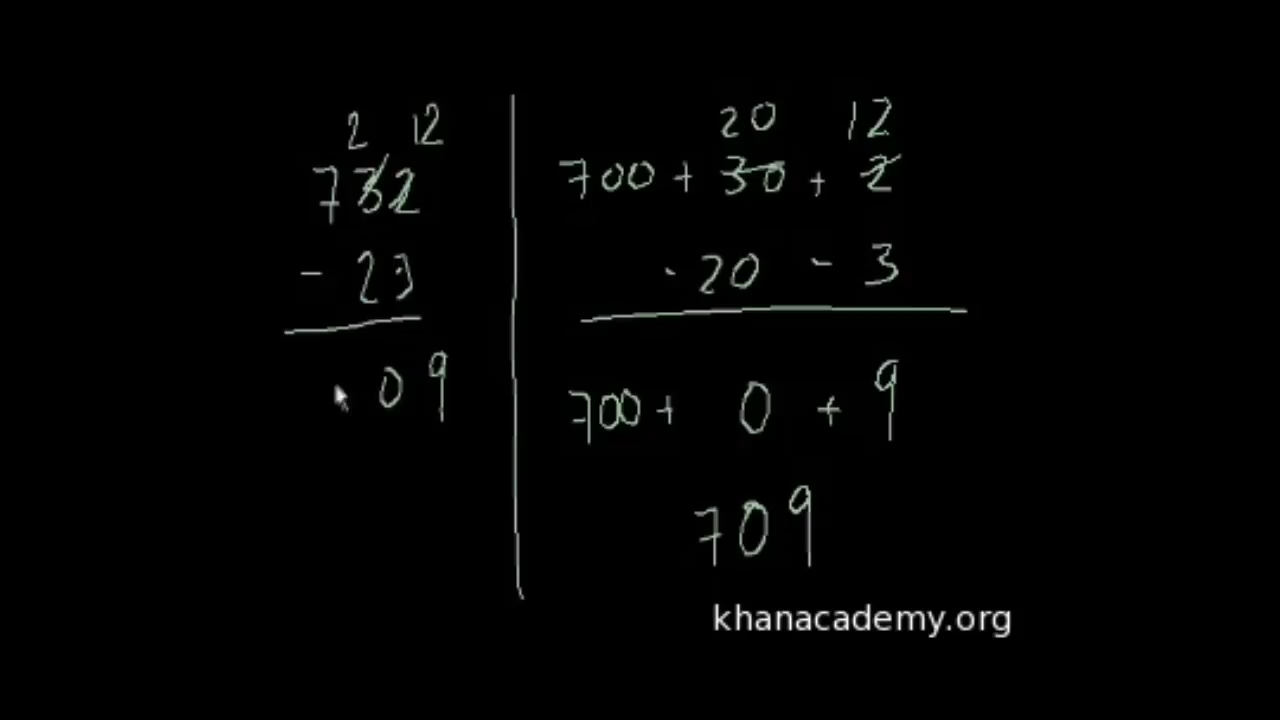 2 12
732
- 23
09
20 12
700 + 30 + 2
- 20 - 3
700 + 0 + 9
709
khanacademy.org